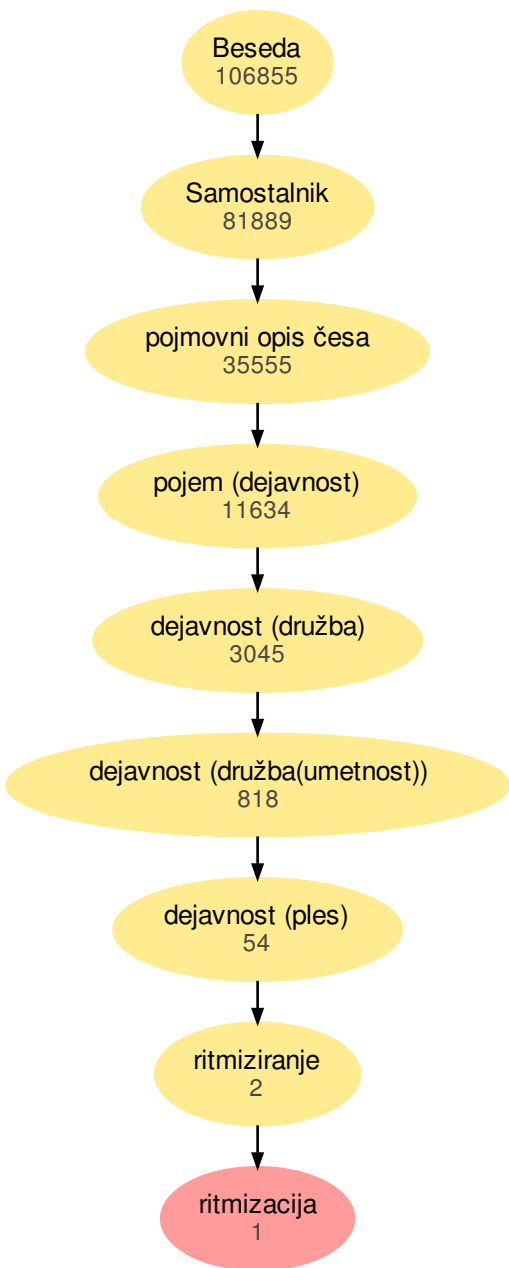 Beseda
106855
Samostalnik
81889
pojmovni opis česa
35555
pojem (dejavnost)
11634
dejavnost (družba)
3045
dejavnost (družba(umetnost))
818
dejavnost (ples)
54
ritmiziranje
2
ritmizacija
1